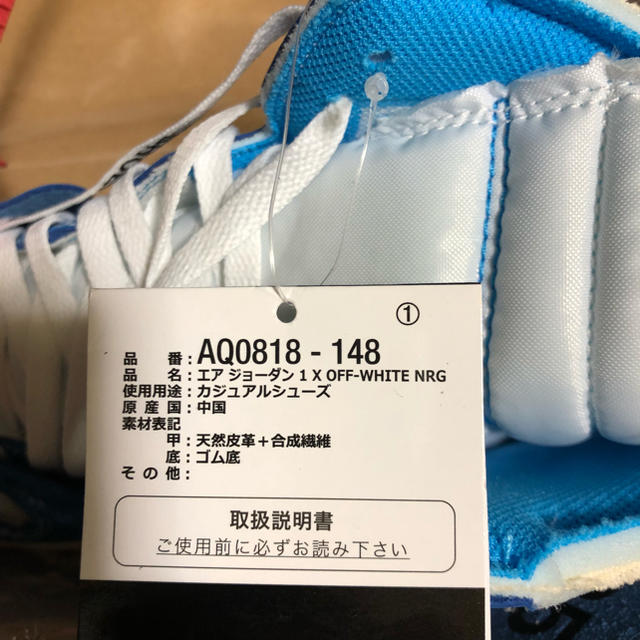 ①
品 番：AQ0818 - 148
品 名：エア ジョーダン 1 X OFF-WHITE NRG
使用用途：カジュアルシューズ
原 産 国：中国
素材表記
甲：天然皮革＋合成繊維
底：ゴム底
そ の 他：
取扱説明書
ご使用前に必ずお読み下さい